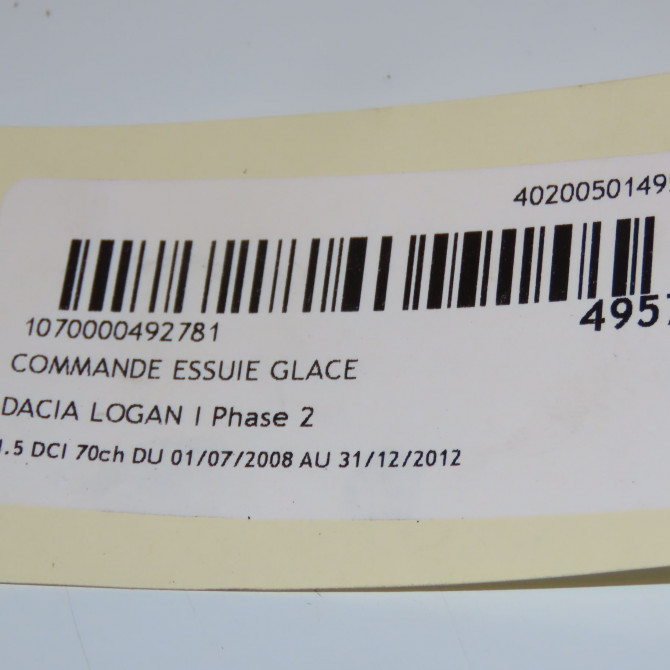 4020050149
1070000492781
495
COMMANDE ESSUIE GLACE
DACIA LOGAN I Phase 2
1.5 DCI 70ch DU 01/07/2008 AU 31/12/2012